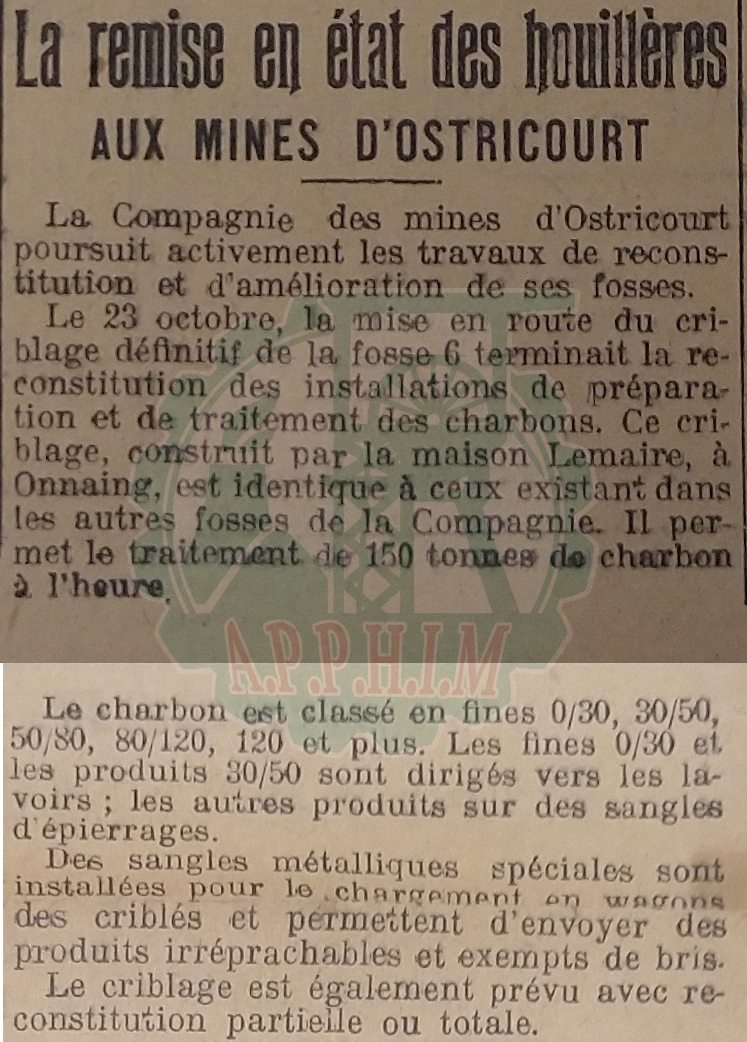 La remise en état des houillères
AUX MINES D'OSTRICOURT
La Compagnie des mines d'Ostricourt
poursuit activement les travaux de recons-
titution et d'amélioration de ses fosses.
Le 23 octobre, la mise en route du cri-
blage définitif de la fosse 6 terminait la re-
constitution des installations de prépara-
tion et de traitement des charbons. Ce cri-
blage, construit par la maison Lemaire, à
Onnaing, est identique à ceux existant dans
les autres fosses de la Compagnie. Il per-
met le traitement de 150 tonnes de charbon
à l'heure.
A.P.P.H.I.M
Le charbon est classé en fines 0/30, 30/50,
50/80, 80/120, 120 et plus. Les fines 0/30 et
les produits 30/50 sont dirigés vers les la-
voirs ; les autres produits sur des sangles
d'épierrages.
Des sangles métalliques spéciales sont
installées pour le chargement en wagons
des criblés et permettent d'envoyer des
produits irréprachables et exempts de bris.
Le criblage est également prévu avec re-
constitution partielle ou totale.